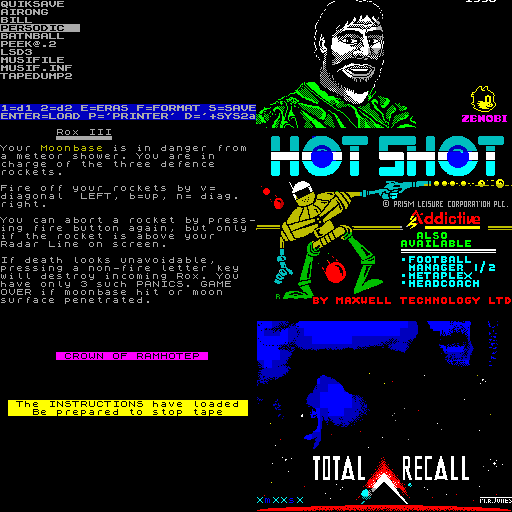 QUIKSAVE
AIRONG
BILL
PERSODIC
BATNBALL
PEEK@.2
LSD3
MUSIFILE
MUSIF.INF
TAPEDUMP2
1=d1 2=d2 E=ERAS F=FORMAT S=SAVE
ENTER=LOAD P='PRINTER' D='+SYS2a
ZENOBI
Rox III
Your Moonbase is in danger from
a meteor shower. You are in
charge of the three defence
rockets.
Fire off your rockets by v=
diagonal LEFT, b=up, n= diag.
right.
You can abort a rocket by press-
ing fire button again, but only
if the rocket is above your
Radar Line on screen.
If death looks unavoidable,
pressing a non-fire letter key
will destroy incoming Rox. You
have only 3 such PANICS. GAME
OVER if moonbase hit or moon
surface penetrated.
HOT SHOT
© PRISM LEISURE CORPORATION PLC.
Addictive
ALSO
AVAILABLE
·FOOTBALL
MANAGER 1/2
·METAPLEX
·HEADCOACH
BY MAXWELL TECHNOLOGY LTD
CROWN OF RAMHOTEP
The INSTRUCTIONS have loaded
Be prepared to stop tape
TOTAL RECALL
M.R.JONES